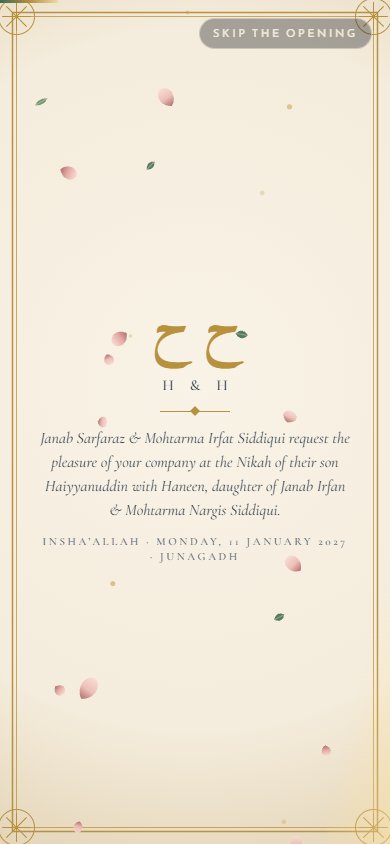 SKIP THE OPENING
ح ح
H & H
Janab Sarfaraz & Mohtarma Irfat Siddiqui request the
pleasure of your company at the Nikah of their son
Haiyyanuddin with Haneen, daughter of Janab Irfan
& Mohtarma Nargis Siddiqui.
INSHA'ALLAH · MONDAY, 11 JANUARY 2027
· JUNAGADH